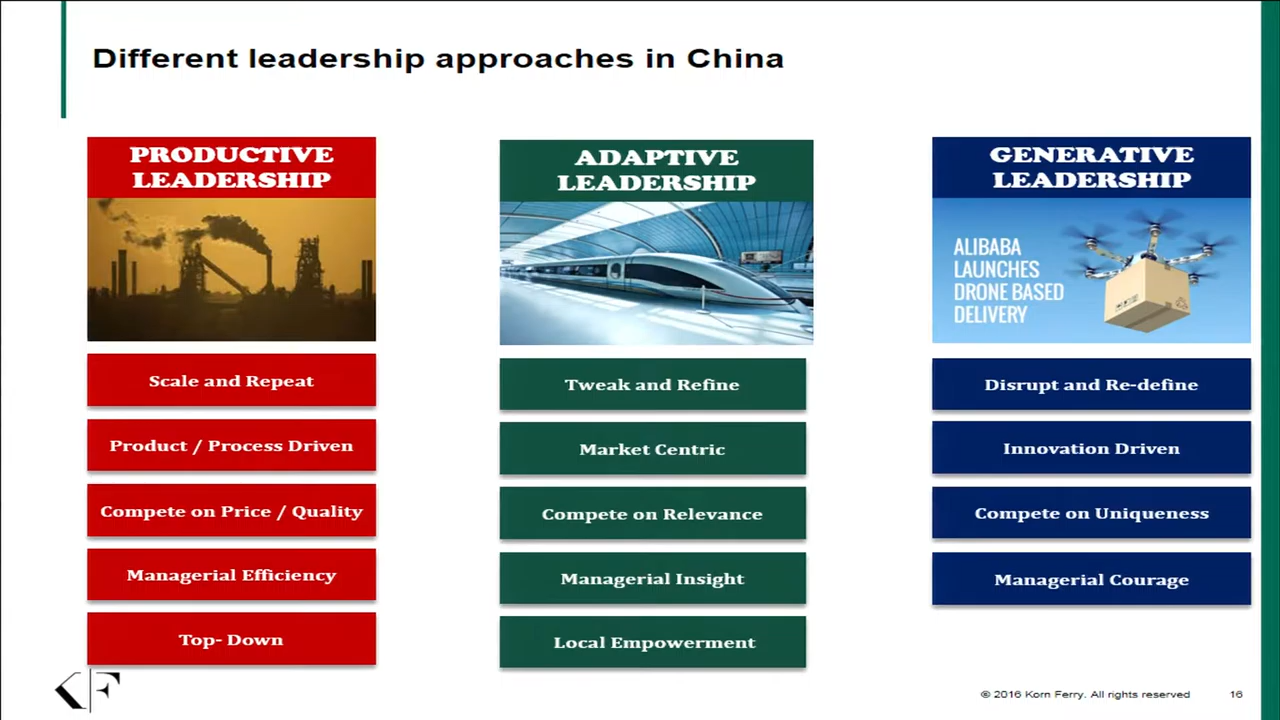 Different leadership approaches in China
PRODUCTIVE
LEADERSHIP
Scale and Repeat
Product / Process Driven
Compete on Price / Quality
Managerial Efficiency
Top- Down
ADAPTIVE
LEADERSHIP
Tweak and Refine
Market Centric
Compete on Relevance
Managerial Insight
Local Empowerment
GENERATIVE
LEADERSHIP
ALIBABA
LAUNCHES
DRONE BASED
DELIVERY
Disrupt and Re-define
Innovation Driven
Compete on Uniqueness
Managerial Courage
KF
© 2016 Korn Ferry. All rights reserved
16